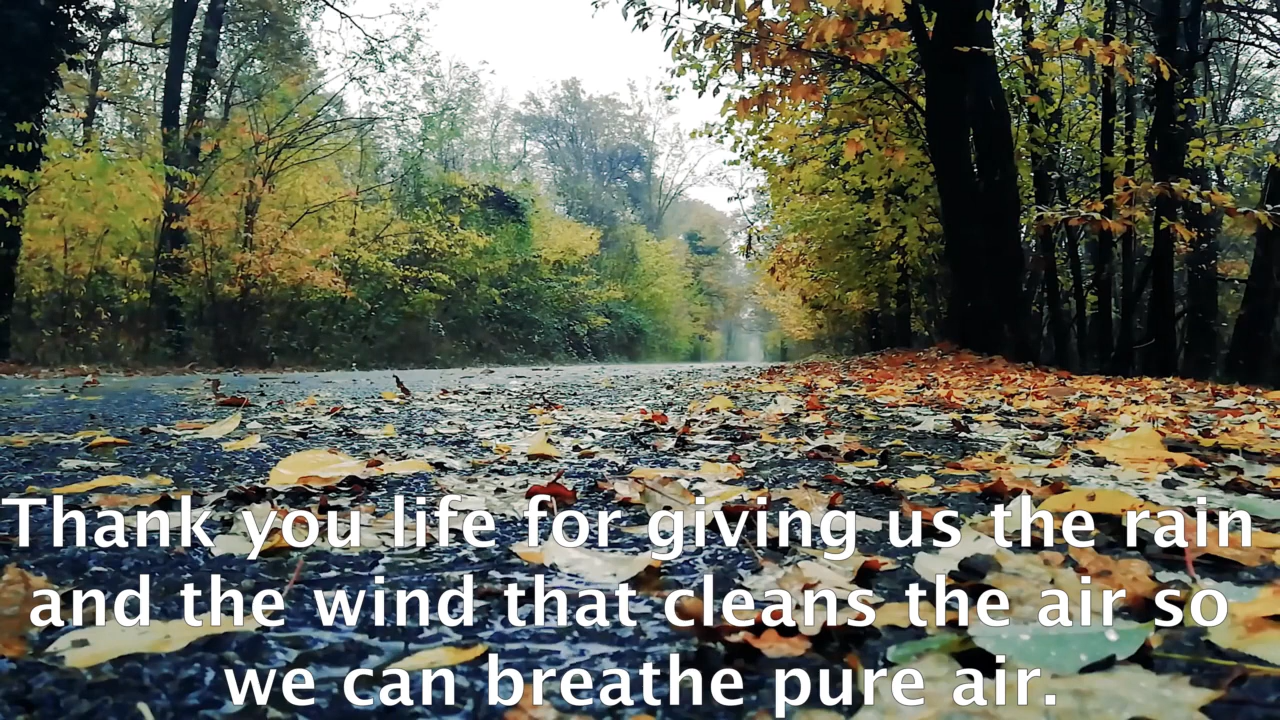 Thank you life for giving us the rain
and the wind that cleans the air so
we can breathe pure air.